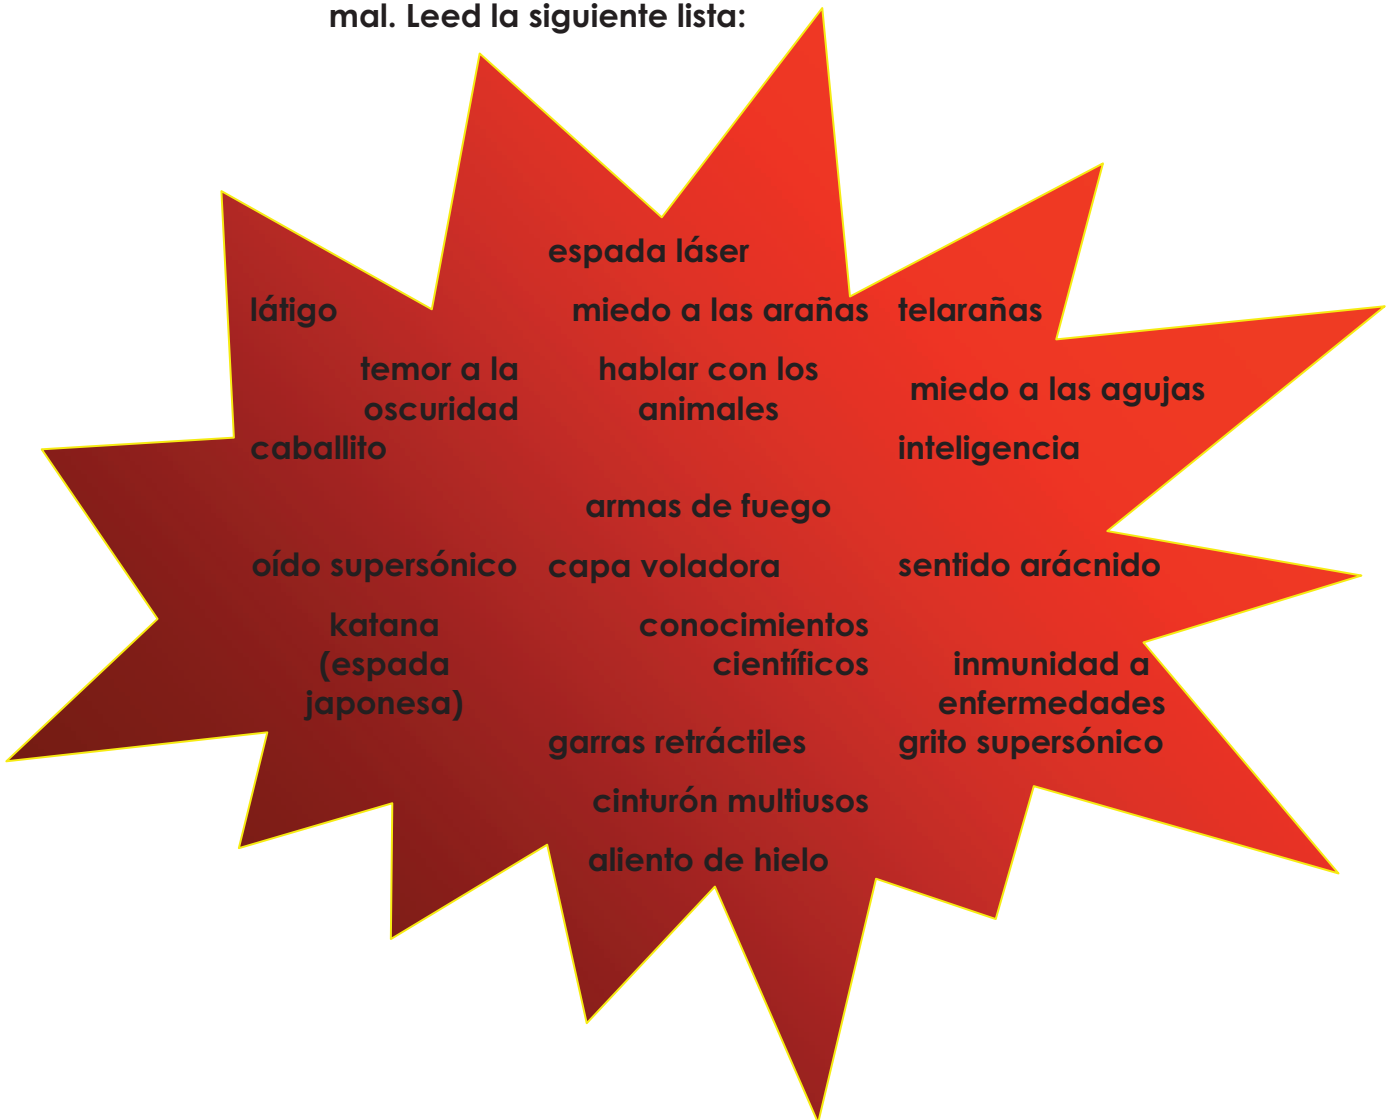 mal. Leed la siguiente lista:
espada láser
látigo
miedo a las arañas
telarañas
temor a la
oscuridad
hablar con los
animales
miedo a las agujas
caballito
inteligencia
armas de fuego
oído supersónico
capa voladora
sentido arácnido
katana
(espada
japonesa)
conocimientos
científicos
inmunidad a
enfermedades
garras retráctiles
grito supersónico
cinturón multiusos
aliento de hielo